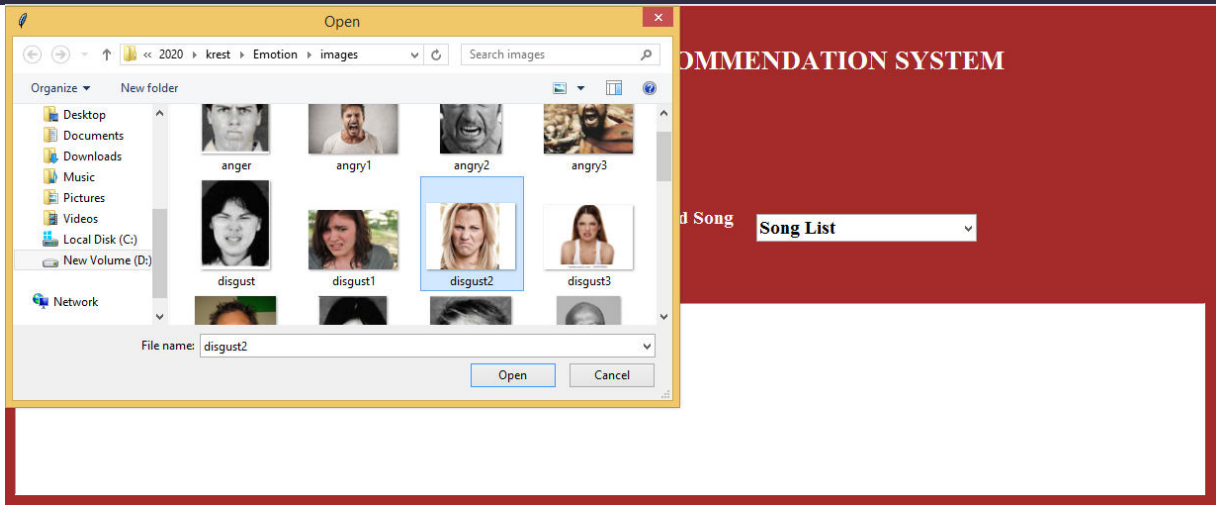 Open
« 2020 › krest › Emotion › images
Search images
OMMENDATION SYSTEM
Organize
New folder
Desktop
Documents
Downloads
Music
Pictures
Videos
Local Disk (C:)
New Volume (D:)
Network
anger
angry1
angry2
angry3
disgust
disgust1
disgust2
disgust3
d Song
Song List
File name:
disgust2
Open
Cancel